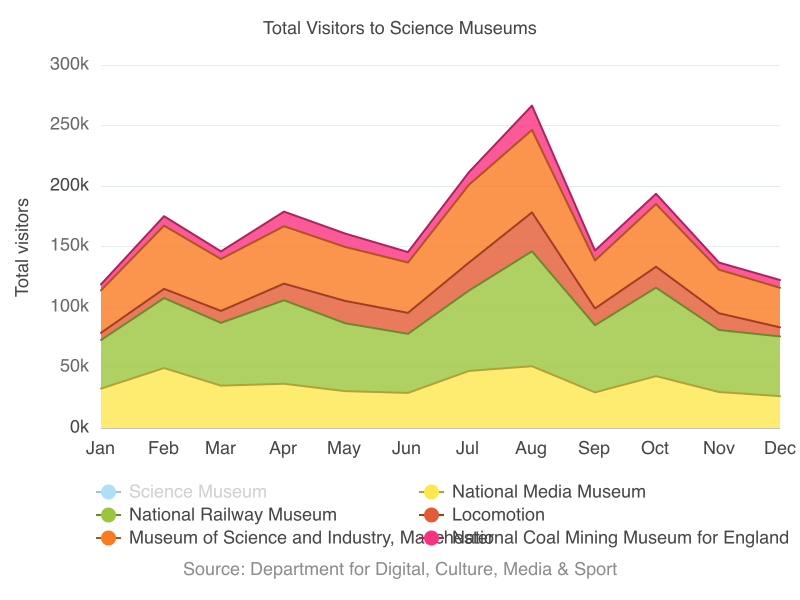 Total Visitors to Science Museums
300k
250k
200k
150k
100k
50k
0k
Total visitors
Jan Feb Mar Apr May Jun Jul Aug Sep Oct Nov Dec
Science Museum National Media Museum
National Railway Museum Locomotion
Museum of Science and Industry, Manchester National Coal Mining Museum for England
Source: Department for Digital, Culture, Media & Sport